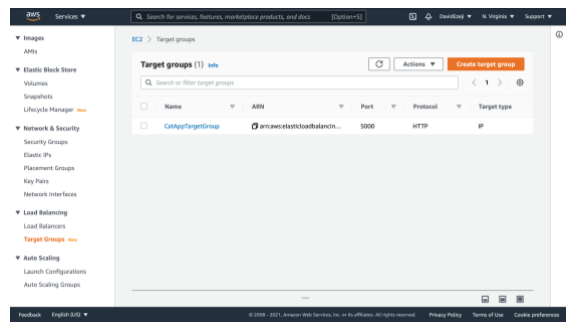 aws Services ▼ Search for services, features, marketplace products, and docs [Option+S] DavidEsej ▼ N. Virginia ▼ Support ▼
▼ Images
AMIs
▼ Elastic Block Store
Volumes
Snapshots
Lifecycle Manager New
▼ Network & Security
Security Groups
Elastic IPs
Placement Groups
Key Pairs
Network Interfaces
▼ Load Balancing
Load Balancers
Target Groups New
▼ Auto Scaling
Launch Configurations
Auto Scaling Groups
EC2 > Target groups
Target groups (1) Info
Actions ▼ Create target group
Search or filter target groups
< 1 >
Name ARN Port Protocol Target type
CatAppTargetGroup arn:aws:elasticloadbalancin... 5000 HTTP IP
Feedback English (US) ▼ © 2008 - 2021, Amazon Web Services, Inc. or its affiliates. All rights reserved. Privacy Policy Terms of Use Cookie preferences